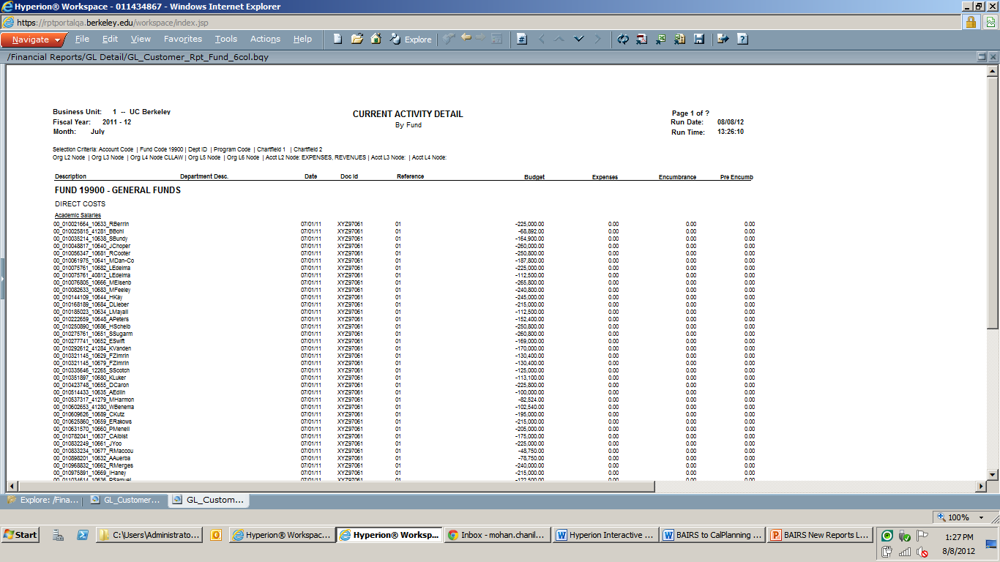 Hyperion® Workspace - 011434867 - Windows Internet Explorer
https://rptportalqa.berkeley.edu/workspace/index.jsp
Navigate File Edit View Favorites Tools Actions Help Explore
/Financial Reports/GL Detail/GL_Customer_Rpt_Fund_6col.bqy
Business Unit: 1 -- UC Berkeley CURRENT ACTIVITY DETAIL Page 1 of ?
Fiscal Year: 2011 - 12 By Fund Run Date: 08/08/12
Month: July Run Time: 13:26:10
Selection Criteria: Account Code | Fund Code 19900 | Dept ID | Program Code | Chartfield 1 | Chartfield 2
Org L2 Node | Org L3 Node | Org L4 Node CLLAW | Org L5 Node | Org L6 Node | Acct L2 Node: EXPENSES, REVENUES | Acct L3 Node: | Acct L4 Node:
Description Department Desc. Date Doc Id Reference Budget Expenses Encumbrance Pre Encumb
FUND 19900 - GENERAL FUNDS
DIRECT COSTS
Academic Salaries
00_010021664_10633_RBerrin 07/01/11 XYZ97061 01 -225,000.00 0.00 0.00 0.00
00_010025815_41281_BBohl 07/01/11 XYZ97061 01 -68,892.00 0.00 0.00 0.00
00_010035214_10638_SBundy 07/01/11 XYZ97061 01 -164,900.00 0.00 0.00 0.00
00_010048817_10640_JChoper 07/01/11 XYZ97061 01 -260,000.00 0.00 0.00 0.00
00_010056347_10681_RCooter 07/01/11 XYZ97061 01 -250,800.00 0.00 0.00 0.00
00_010061975_10641_MDan-Co 07/01/11 XYZ97061 01 -187,800.00 0.00 0.00 0.00
00_010075761_10682_LEdelma 07/01/11 XYZ97061 01 -225,000.00 0.00 0.00 0.00
00_010075761_40812_LEdelma 07/01/11 XYZ97061 01 -112,500.00 0.00 0.00 0.00
00_010076805_10666_MEisenb 07/01/11 XYZ97061 01 -265,800.00 0.00 0.00 0.00
00_010082633_10683_MFeeley 07/01/11 XYZ97061 01 -240,800.00 0.00 0.00 0.00
00_010144109_10644_HKay 07/01/11 XYZ97061 01 -245,000.00 0.00 0.00 0.00
00_010168189_10684_DLieber 07/01/11 XYZ97061 01 -215,000.00 0.00 0.00 0.00
00_010185023_10634_LMayali 07/01/11 XYZ97061 01 -112,500.00 0.00 0.00 0.00
00_010222659_10648_APeters 07/01/11 XYZ97061 01 -152,400.00 0.00 0.00 0.00
00_010250890_10686_HScheib 07/01/11 XYZ97061 01 -250,800.00 0.00 0.00 0.00
00_010275761_10651_SSugarm 07/01/11 XYZ97061 01 -260,800.00 0.00 0.00 0.00
00_010277741_10652_ESwift 07/01/11 XYZ97061 01 -169,000.00 0.00 0.00 0.00
00_010292612_41284_KVanden 07/01/11 XYZ97061 01 -170,000.00 0.00 0.00 0.00
00_010321145_10629_FZimrin 07/01/11 XYZ97061 01 -130,400.00 0.00 0.00 0.00
00_010321145_10679_FZimrin 07/01/11 XYZ97061 01 -130,400.00 0.00 0.00 0.00
00_010335646_12265_SScotch 07/01/11 XYZ97061 01 -125,000.00 0.00 0.00 0.00
00_010351897_10680_KLuker 07/01/11 XYZ97061 01 -113,100.00 0.00 0.00 0.00
00_010423748_10655_DCaron 07/01/11 XYZ97061 01 -225,800.00 0.00 0.00 0.00
00_010514433_10635_AEdlin 07/01/11 XYZ97061 01 -100,000.00 0.00 0.00 0.00
00_010537317_41279_MHarmon 07/01/11 XYZ97061 01 -82,524.00 0.00 0.00 0.00
00_010602653_41280_WBenema 07/01/11 XYZ97061 01 -102,540.00 0.00 0.00 0.00
00_010609626_10689_CKutz 07/01/11 XYZ97061 01 -195,000.00 0.00 0.00 0.00
00_010625860_10659_ERakows 07/01/11 XYZ97061 01 -215,000.00 0.00 0.00 0.00
00_010631570_10660_PMenell 07/01/11 XYZ97061 01 -205,000.00 0.00 0.00 0.00
00_010782041_10637_CAlbist 07/01/11 XYZ97061 01 -175,000.00 0.00 0.00 0.00
00_010832249_10661_JYoo 07/01/11 XYZ97061 01 -225,000.00 0.00 0.00 0.00
00_010833234_10677_RMaccou 07/01/11 XYZ97061 01 -48,750.00 0.00 0.00 0.00
00_010898201_10632_AAuerba 07/01/11 XYZ97061 01 -78,750.00 0.00 0.00 0.00
00_010968832_10662_RMerges 07/01/11 XYZ97061 01 -240,000.00 0.00 0.00 0.00
00_010975891_10669_IHaney 07/01/11 XYZ97061 01 -215,000.00 0.00 0.00 0.00
00_011034614_10636_PSamuel 07/01/11 XYZ97061 01 -122,500.00 0.00 0.00 0.00
Explore: /Fina... GL_Customer... GL_Custom...
100%
Start C:\Users\Administrato... Hyperion® Workspac... Hyperion® Worksp... Inbox - mohan.chanil... Hyperion Interactive ... BAIRS to CalPlanning ... BAIRS New Reports L... 1:27 PM
8/8/2012